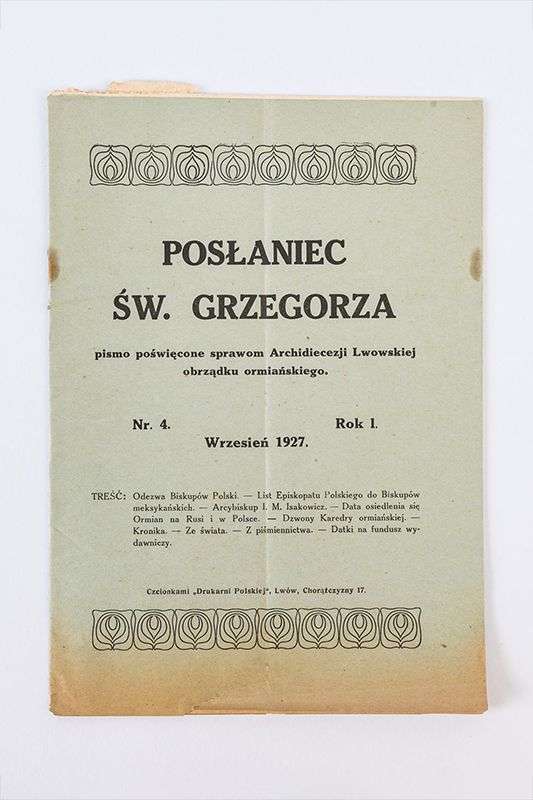 POSŁANIEC
ŚW. GRZEGORZA
pismo poświęcone sprawom Archidiecezji Lwowskiej
obrządku ormiańskiego.
Nr. 4. Rok I.
Wrzesień 1927.
TREŚĆ: Odezwa Biskupów Polski. — List Episkopatu Polskiego do Biskupów
meksykańskich. — Arcybiskup I. M. Isakowicz. — Data osiedlenia się
Ormian na Rusi i w Polsce. — Dzwony Karedry ormiańskiej. —
Kronika. — Ze świata. — Z piśmiennictwa. — Datki na fundusz wy-
dawniczy.
Czcionkami „Drukarni Polskiej", Lwów, Chorążczyzny 17.